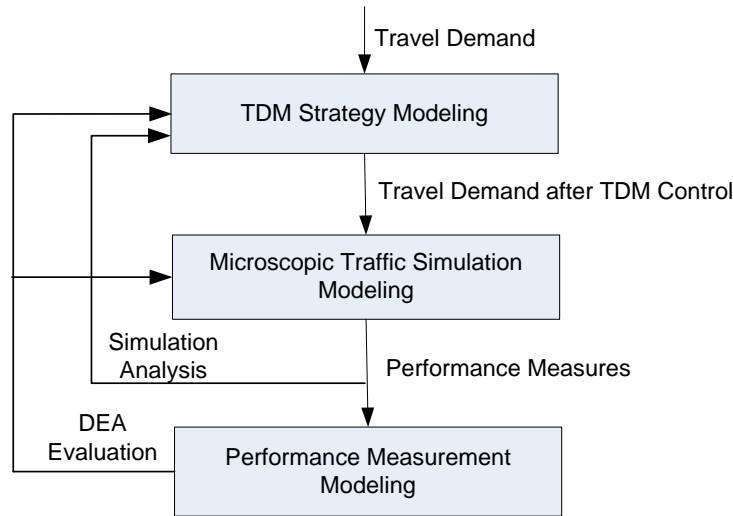 Travel Demand
TDM Strategy Modeling
Travel Demand after TDM Control
Microscopic Traffic Simulation
Modeling
Simulation
Analysis
Performance Measures
DEA
Evaluation
Performance Measurement
Modeling